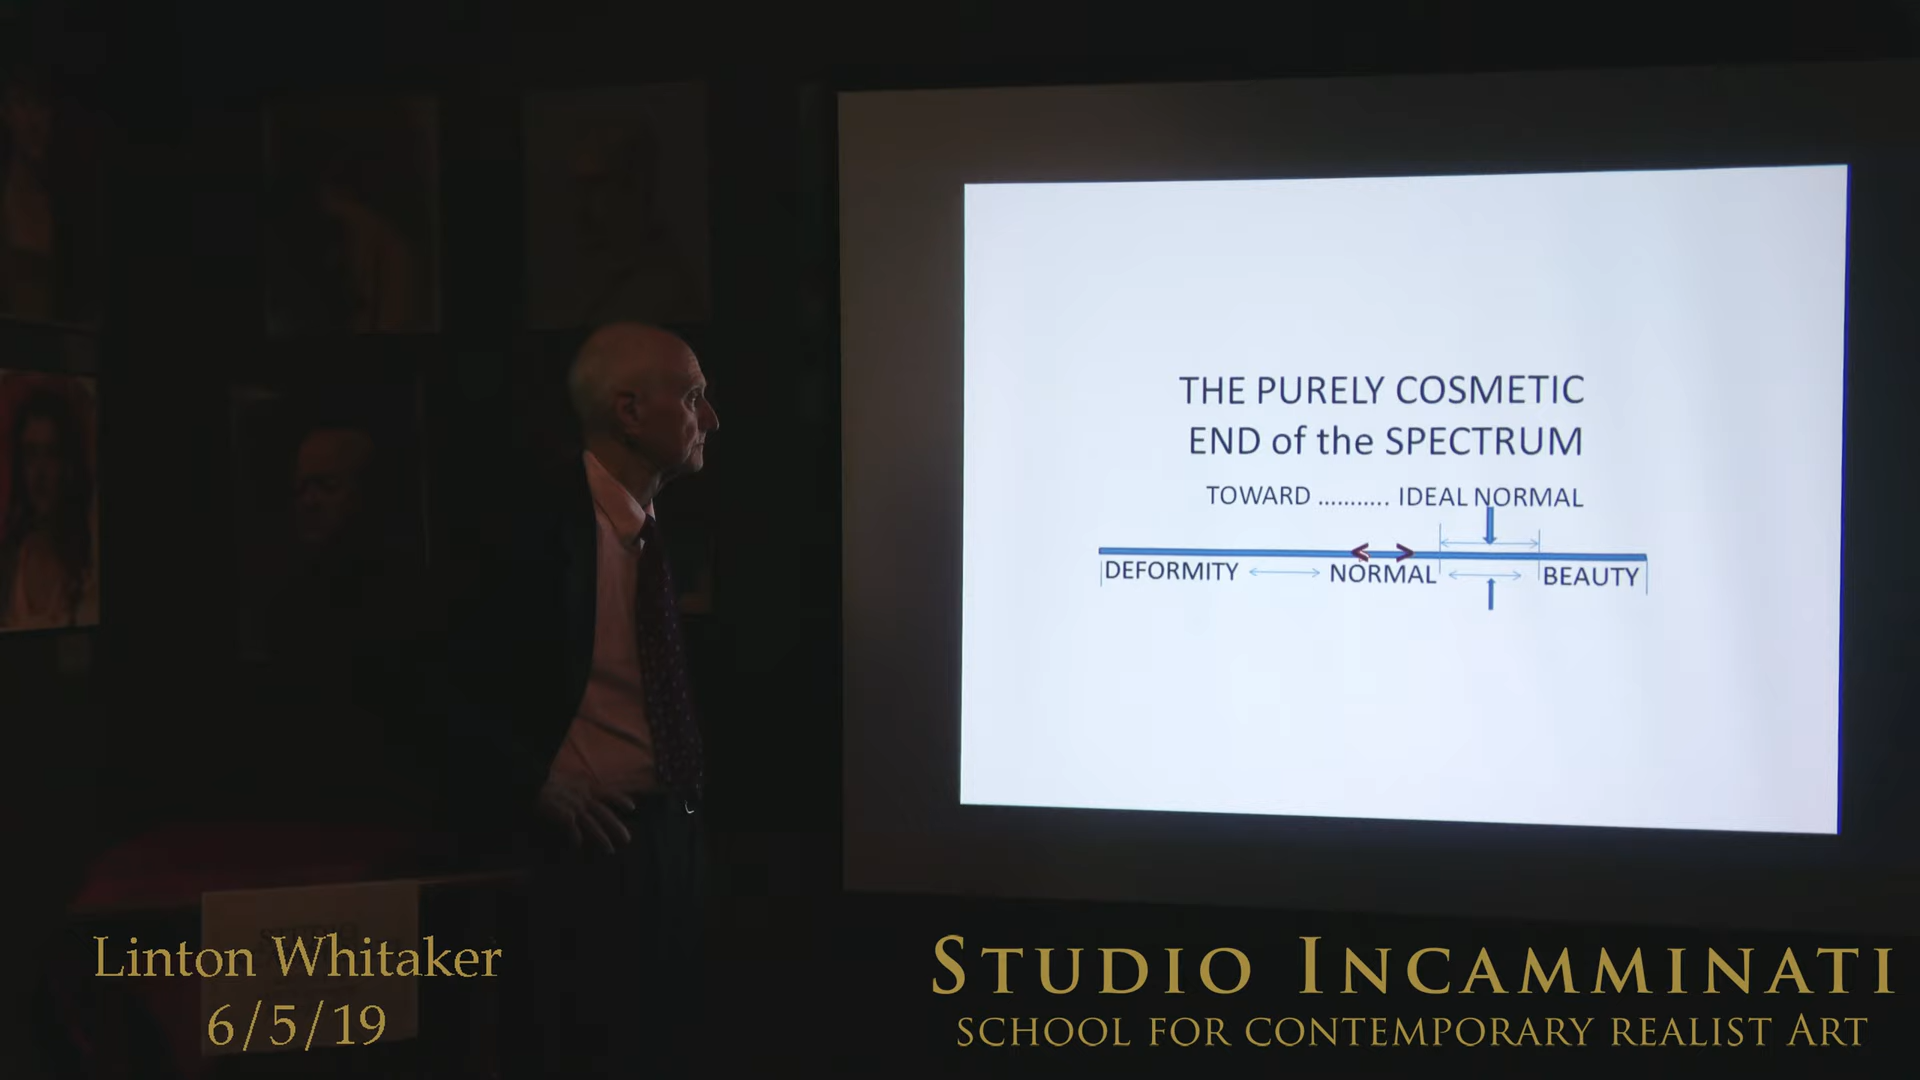 THE PURELY COSMETIC
END of the SPECTRUM
TOWARD ........... IDEAL NORMAL
DEFORMITY NORMAL BEAUTY
Linton Whitaker
6/5/19
STUDIO INCAMMINATI
SCHOOL FOR CONTEMPORARY REALIST ART